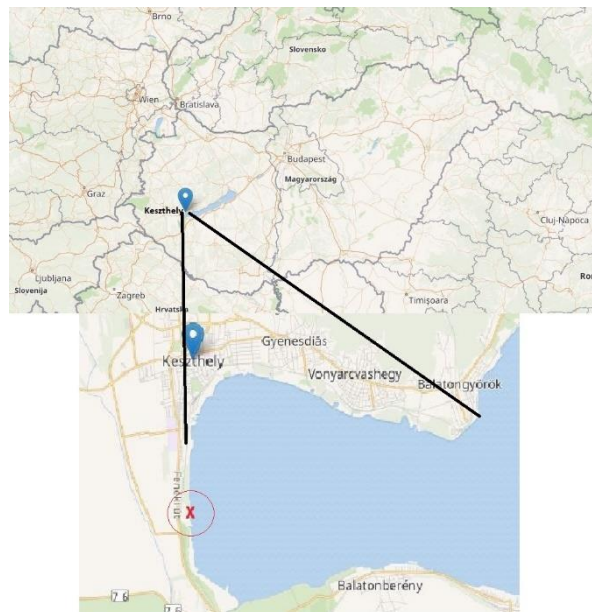 Brno
Slovensko
Wien
Bratislava
Budapest
Magyarország
Graz
Keszthely
Cluj-Napoca
Ljubljana
Slovenija
Zagreb
Timișoara
Ro
Hrvatska
Gyenesdiás
Keszthely
Vonyarcvashegy
Balatongyörök
Fenéki út
X
Balatonberény
76